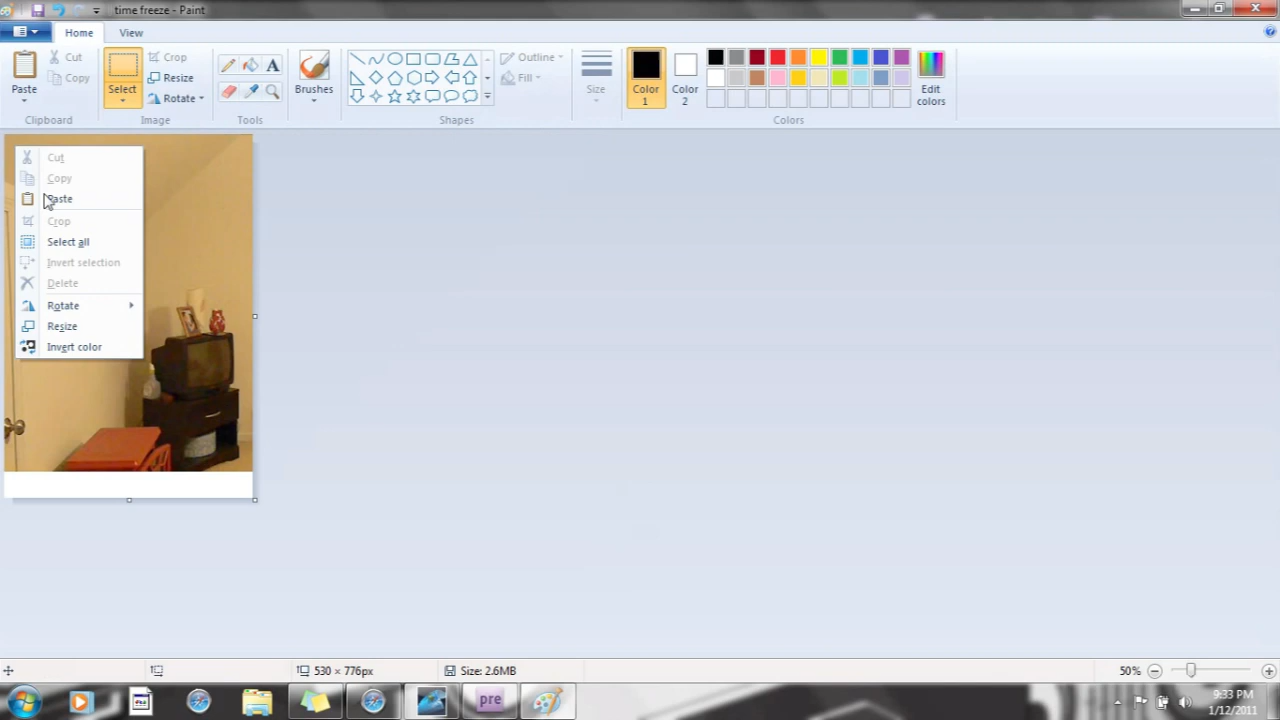 time freeze - Paint
Home
View
Paste
Cut
Copy
Clipboard
Select
Crop
Resize
Rotate
Image
A
Tools
Brushes
Outline
Fill
Shapes
Size
Color
1
Color
2
Edit
colors
Colors
Cut
Copy
Paste
Crop
Select all
Invert selection
Delete
Rotate
Resize
Invert color
530 × 776px
Size: 2.6MB
50%
pre
9:33 PM
1/12/2011